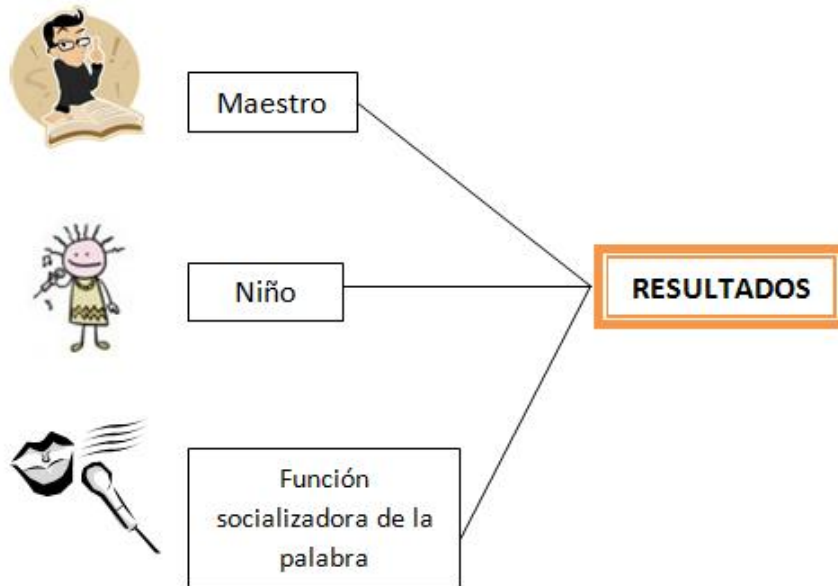 Maestro
Niño
RESULTADOS
Función
socializadora de la
palabra